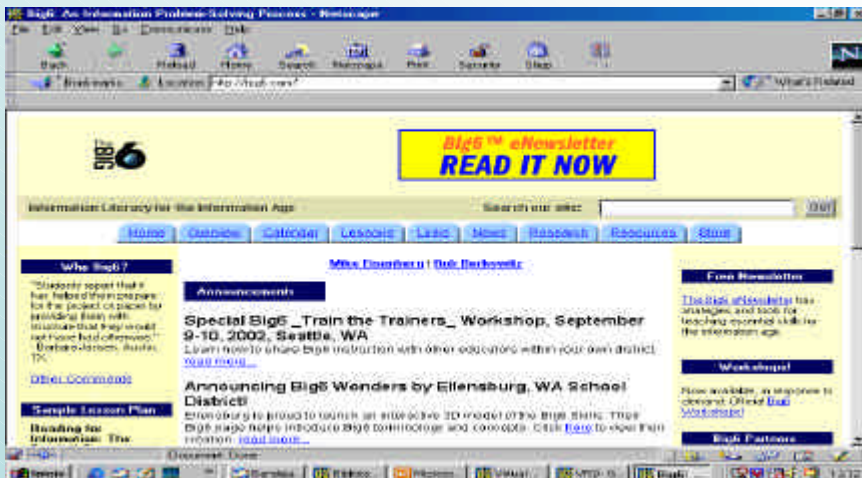 Big6: An Information Problem-Solving Process - Netscape
File Edit View Go Communicator Help
Back Reload Home Search Netscape Print Security Stop
Bookmarks Location: What's Related
The BIG6
Big6™ eNewsletter
READ IT NOW
Information Literacy for the Information Age Search our site: Go!
Home Overview Calendar Lessons Links News Research Resources Store
Mike Eisenberg | Bob Berkowitz
Why Big6?
"Students report that it
has helped them prepare
for the project or paper by
providing them with
structure that they would
not have had otherwise."
Barbara Jansen, Austin,
TX.
Other Comments
Sample Lesson Plan
Reading for
Information: The
Announcements
Special Big6 _Train the Trainers_ Workshop, September
9-10, 2002, Seattle, WA
Learn how to share Big6 instruction with other educators within your own district.
read more...
Announcing Big6 Wonders by Ellensburg, WA School
District!
Ellensburg is proud to launch an interactive 3D model of the Big6 Skills. Their
Big6 page helps introduce Big6 terminology and concepts. Click here to view their
creation. read more...
Free Newsletter
The Big6 eNewsletter has
strategies and tools for
teaching essential skills for
the information age.
Workshops!
Now available, in response to
demand: Official Big6
Workshops!
Big6 Partners
Document: Done